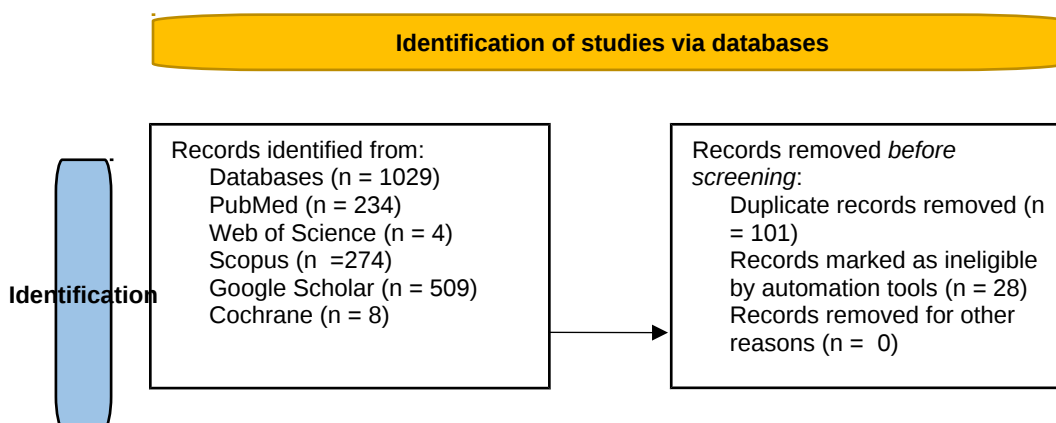 Identification of studies via databases
Identification
Records identified from:
Databases (n = 1029)
PubMed (n = 234)
Web of Science (n = 4)
Scopus (n  =274)
Google Scholar (n = 509)
Cochrane (n = 8)
Records removed before
screening:
Duplicate records removed (n
= 101)
Records marked as ineligible
by automation tools (n = 28)
Records removed for other
reasons (n =  0)